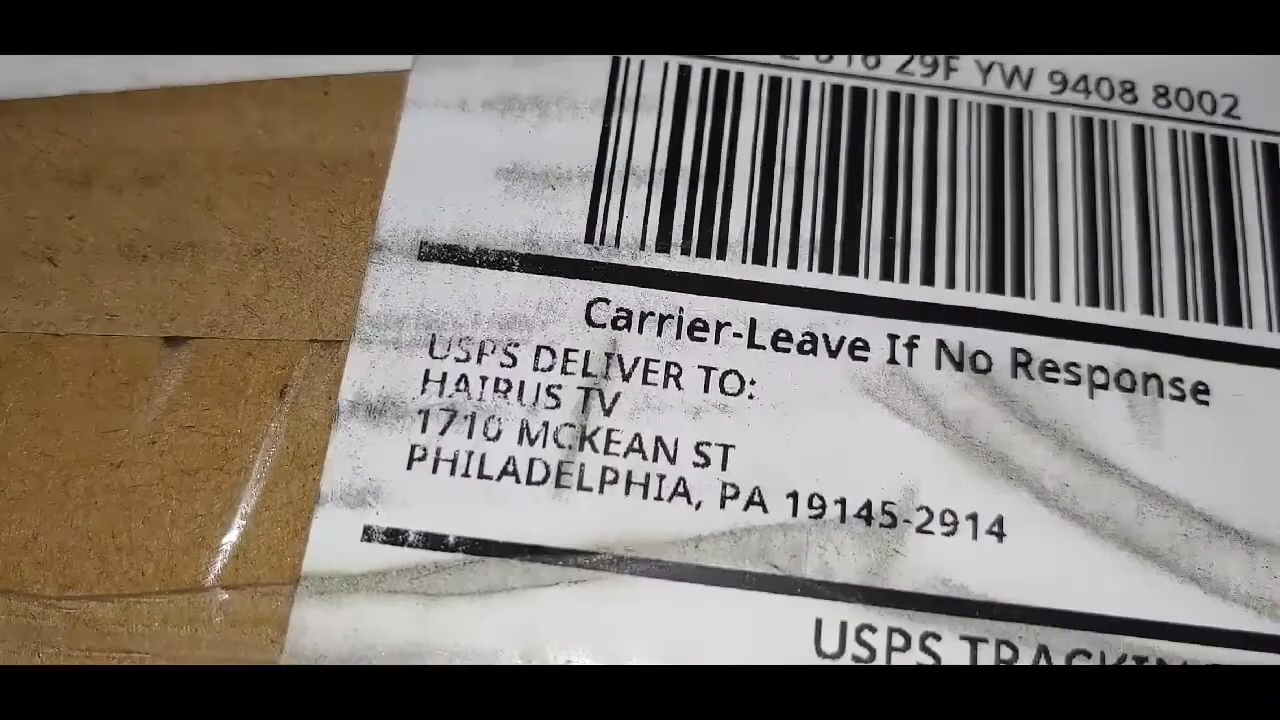 29F YW 9408 8002
Carrier-Leave If No Response
USPS DELIVER TO:
HAIRUS TV
1710 MCKEAN ST
PHILADELPHIA, PA 19145-2914
USPS TRACKING